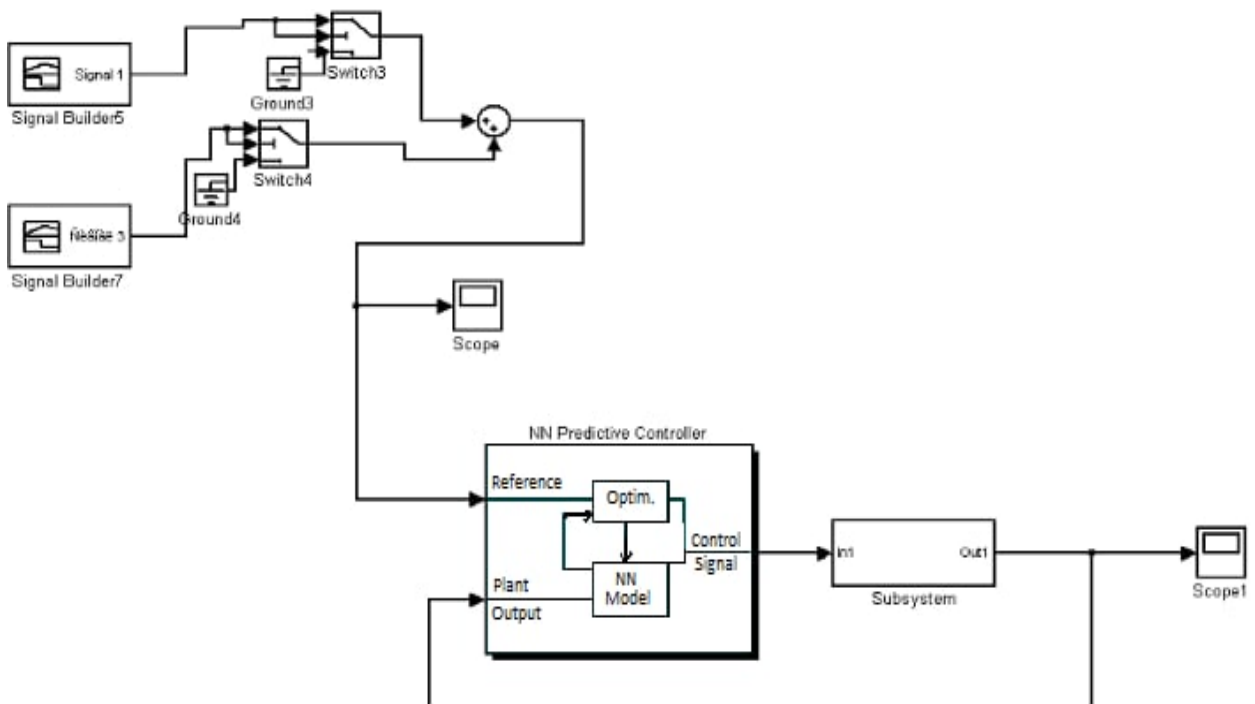 Signal 1
Signal Builder5
Switch3
Ground3
Switch4
Ground4
3
Signal Builder7
Scope
NN Predictive Controller
Reference
Optim.
Control
Signal
Plant
Output
NN
Model
In1
Out1
Subsystem
Scope1